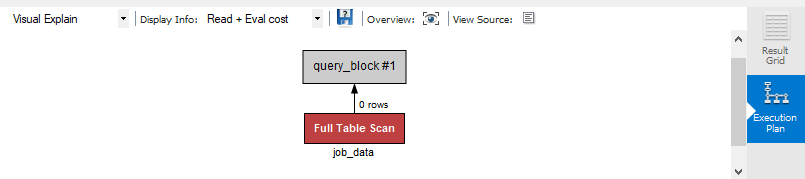 Visual Explain
Display Info:
Read + Eval cost
Overview:
View Source:
query_block #1
0 rows
Full Table Scan
job_data
Result
Grid
Execution
Plan